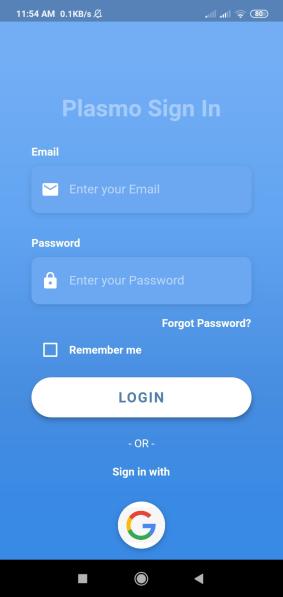 11:54 AM 0.1KB/s
80
Plasmo Sign In
Email
Enter your Email
Password
Enter your Password
Forgot Password?
Remember me
LOGIN
- OR -
Sign in with
G